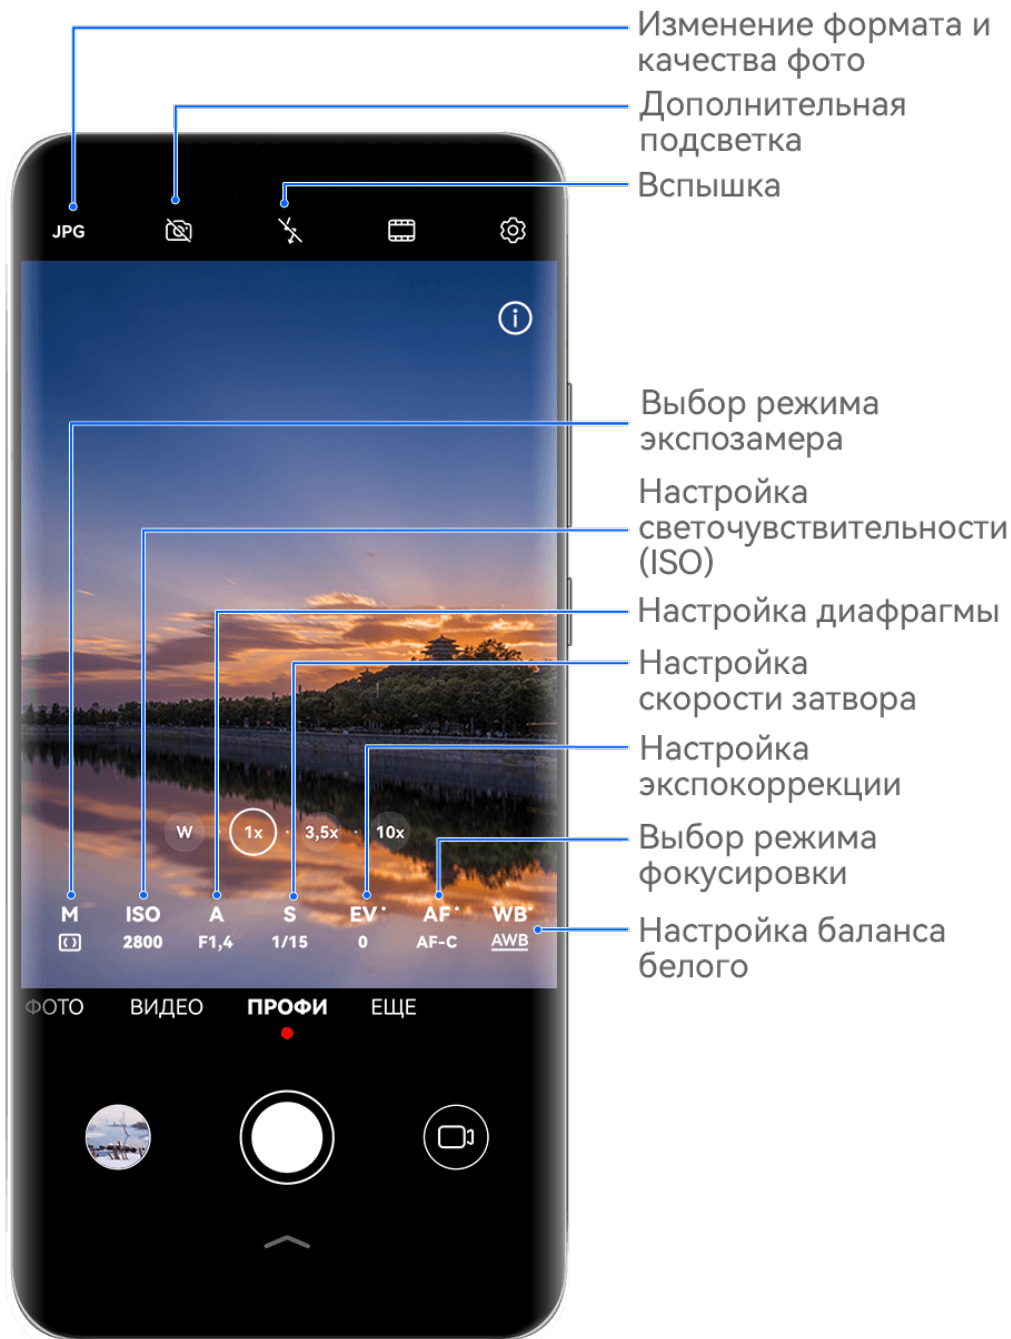 Изменение формата и
качества фото
Дополнительная
подсветка
Вспышка
JPG
Выбор режима
экспозамера
Настройка
светочувствительности
(ISO)
Настройка диафрагмы
Настройка
скорости затвора
Настройка
экспокоррекции
W 1x 3,5x 10x
Выбор режима
фокусировки
M ISO A S EV AF WB
2800 F1,4 1/15 0 AF-C AWB
Настройка баланса
белого
ФОТО ВИДЕО ПРОФИ ЕЩЕ